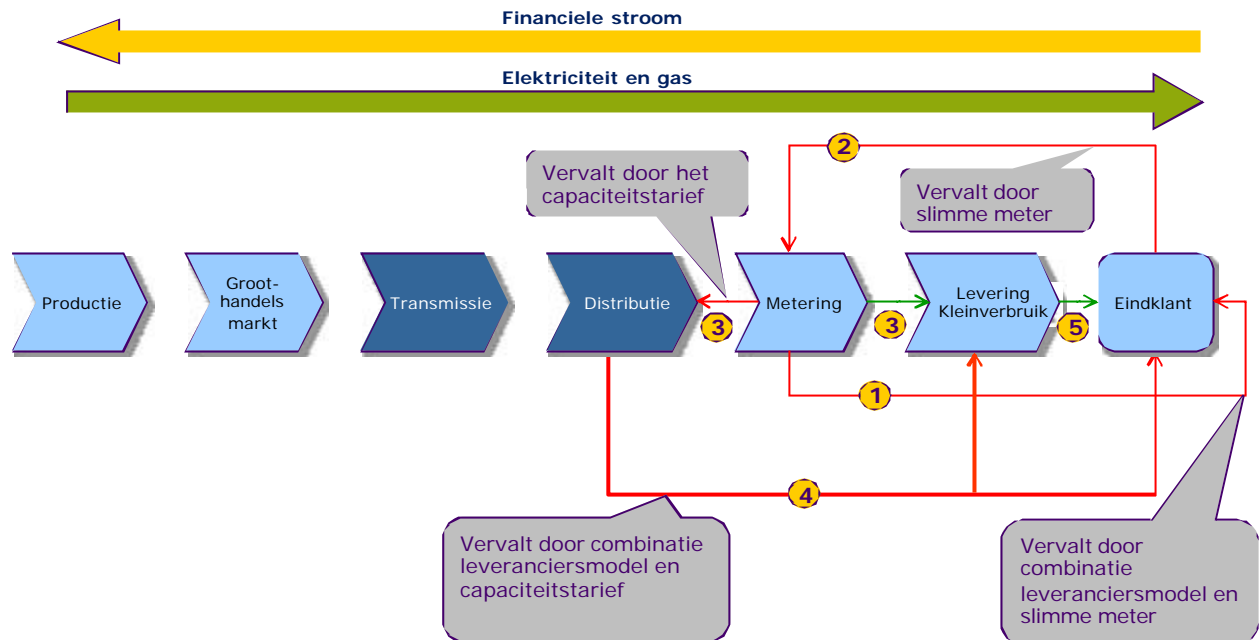 Financiele stroom
Elektriciteit en gas
2
Vervalt door het
capaciteitstarief
Vervalt door
slimme meter
Productie
Groot-
handels
markt
Transmissie
Distributie
Metering
Levering
Kleinverbruik
Eindklant
3
3
5
1
4
Vervalt door combinatie
leveranciersmodel en
capaciteitstarief
Vervalt door
combinatie
leveranciersmodel en
slimme meter